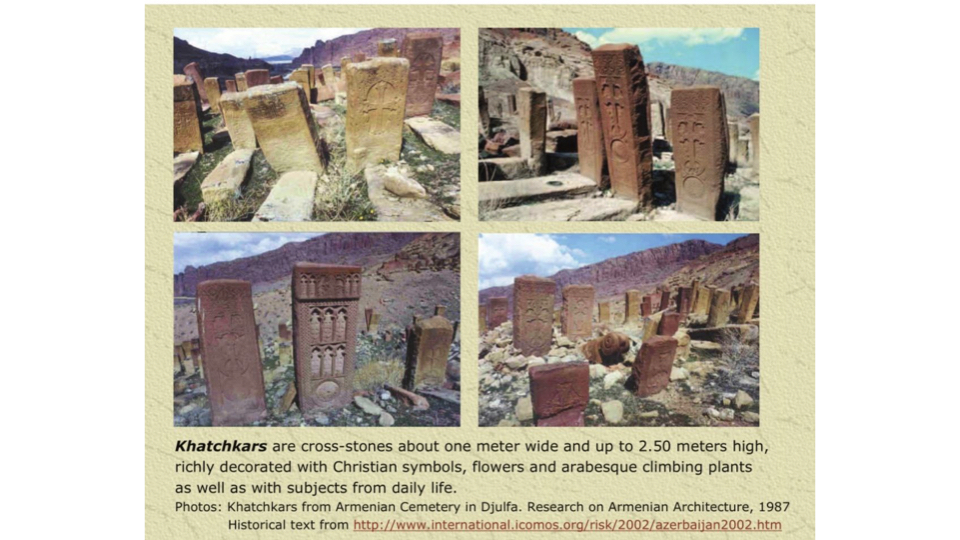 Khatchkars are cross-stones about one meter wide and up to 2.50 meters high,
richly decorated with Christian symbols, flowers and arabesque climbing plants
as well as with subjects from daily life.
Photos: Khatchkars from Armenian Cemetery in Djulfa. Research on Armenian Architecture, 1987
Historical text from http://www.international.icomos.org/risk/2002/azerbaijan2002.htm